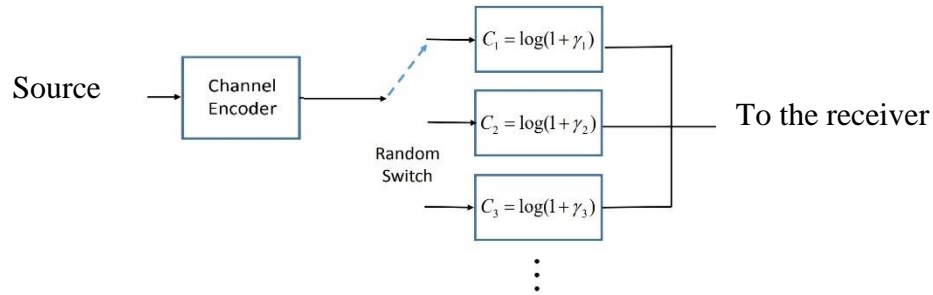 Source
Channel
Encoder
Random
Switch
C₁ = log(1+γ₁)
C₂ = log(1+γ₂)
C₃ = log(1+γ₃)
To the receiver